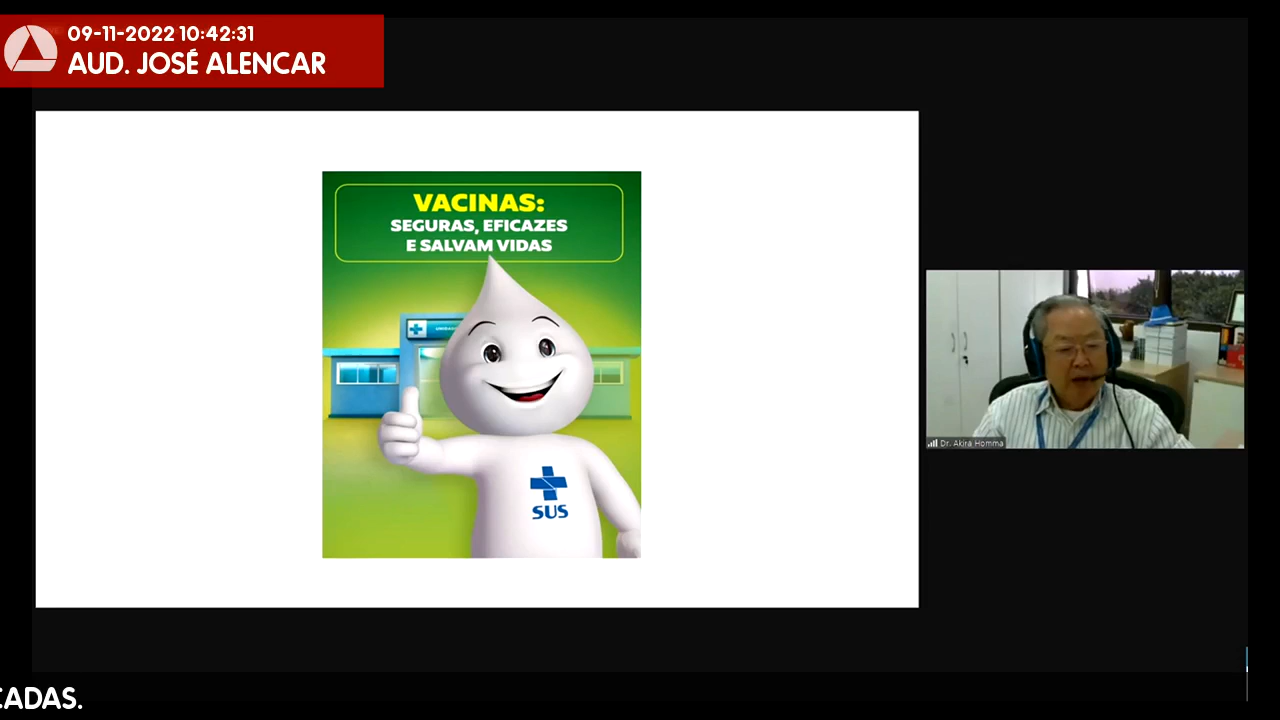 09-11-2022 10:42:31
AUD. JOSÉ ALENCAR
VACINAS:
SEGURAS, EFICAZES
E SALVAM VIDAS
SUS
Dr. Akira Homma
CADAS.